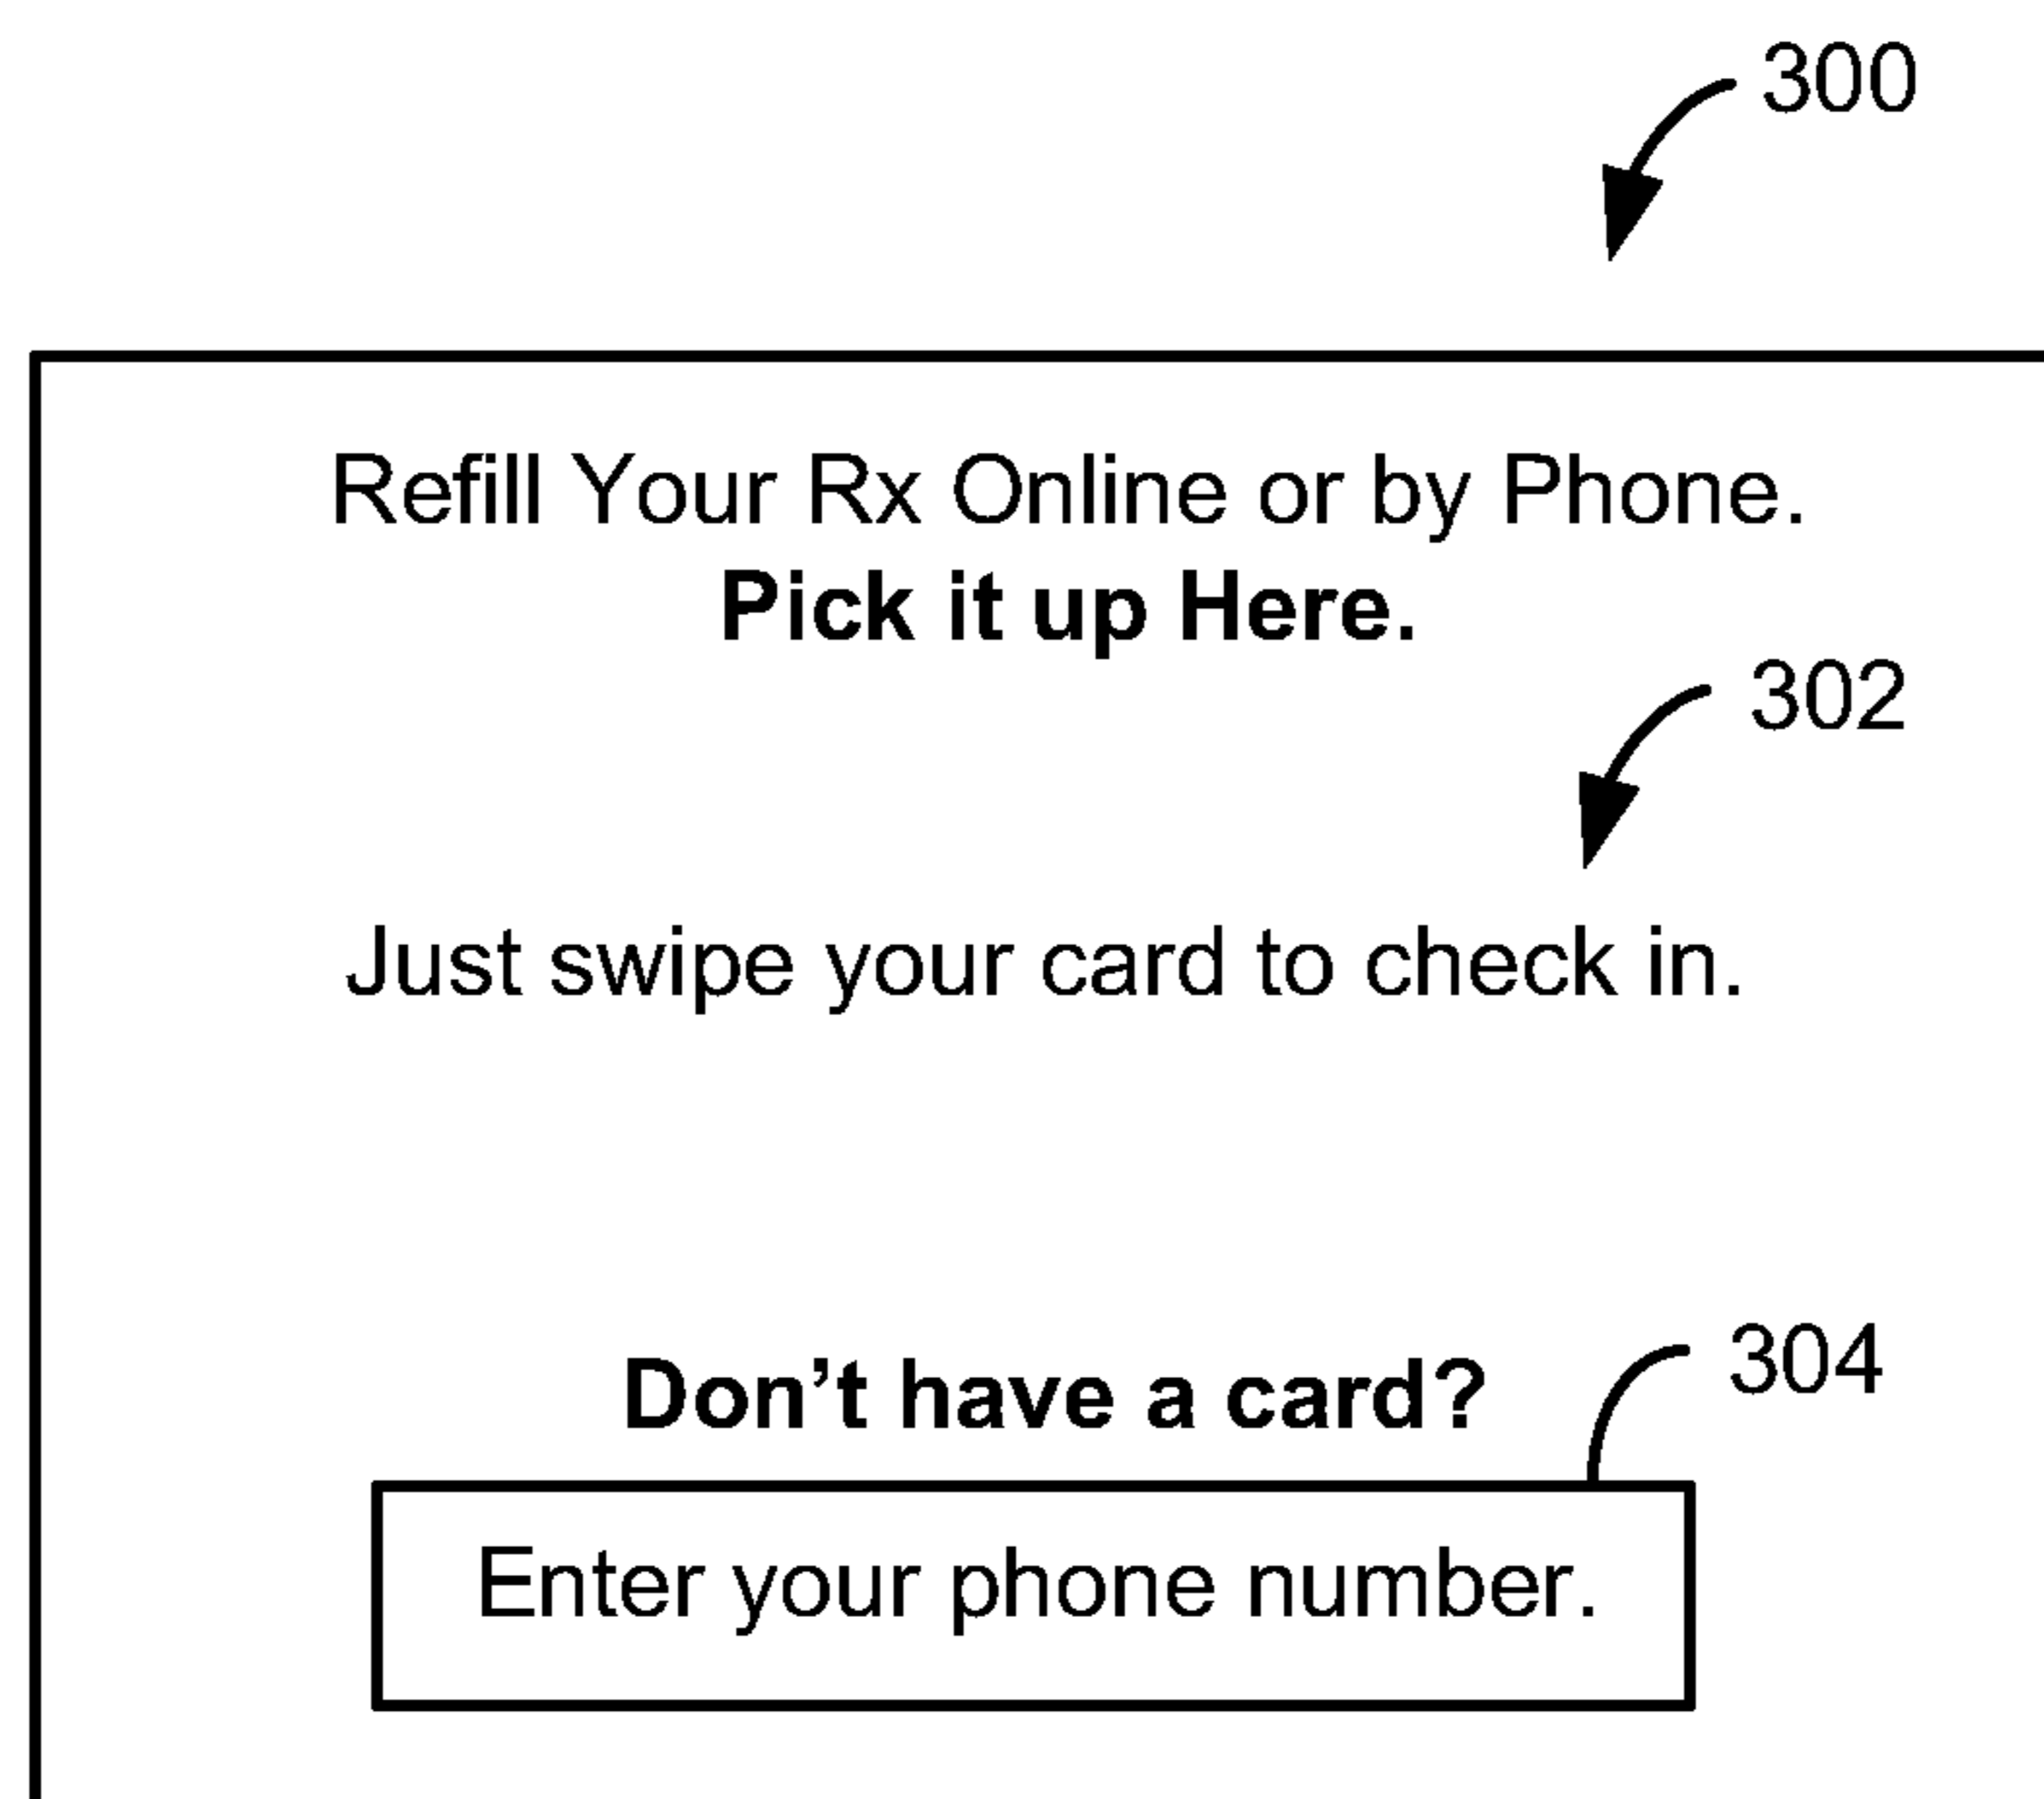 300
Refill Your Rx Online or by Phone.
Pick it up Here.
302
Just swipe your card to check in.
304
Don’t have a card?
Enter your phone number.